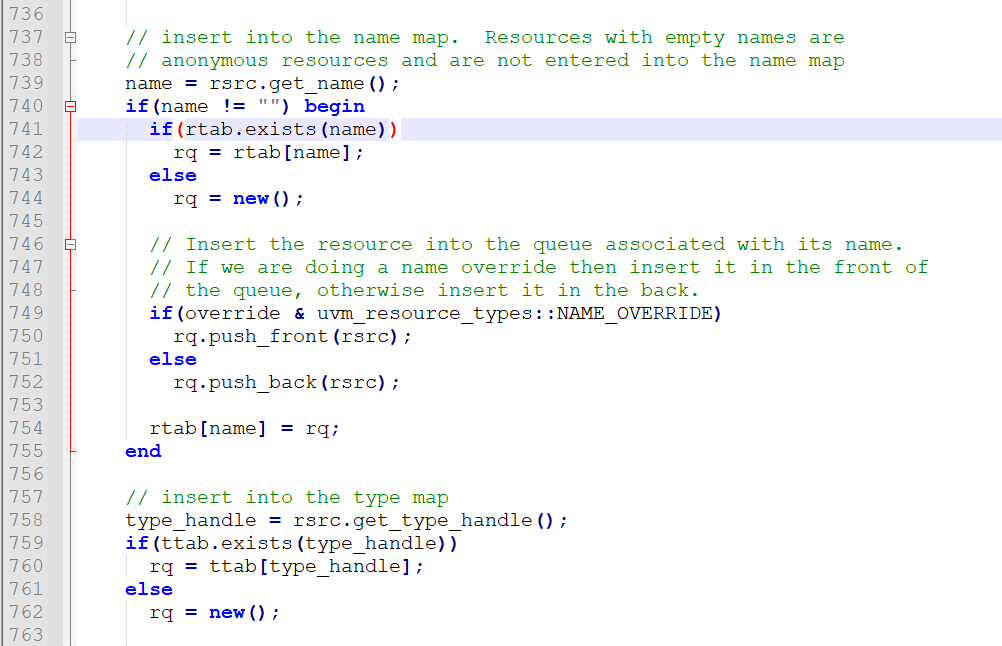 736
737 // insert into the name map.  Resources with empty names are
738 // anonymous resources and are not entered into the name map
739 name = rsrc.get_name();
740 if(name != "") begin
741 if(rtab.exists(name))
742 rq = rtab[name];
743 else
744 rq = new();
745
746 // Insert the resource into the queue associated with its name.
747 // If we are doing a name override then insert it in the front of
748 // the queue, otherwise insert it in the back.
749 if(override & uvm_resource_types::NAME_OVERRIDE)
750 rq.push_front(rsrc);
751 else
752 rq.push_back(rsrc);
753
754 rtab[name] = rq;
755 end
756
757 // insert into the type map
758 type_handle = rsrc.get_type_handle();
759 if(ttab.exists(type_handle))
760 rq = ttab[type_handle];
761 else
762 rq = new();
763